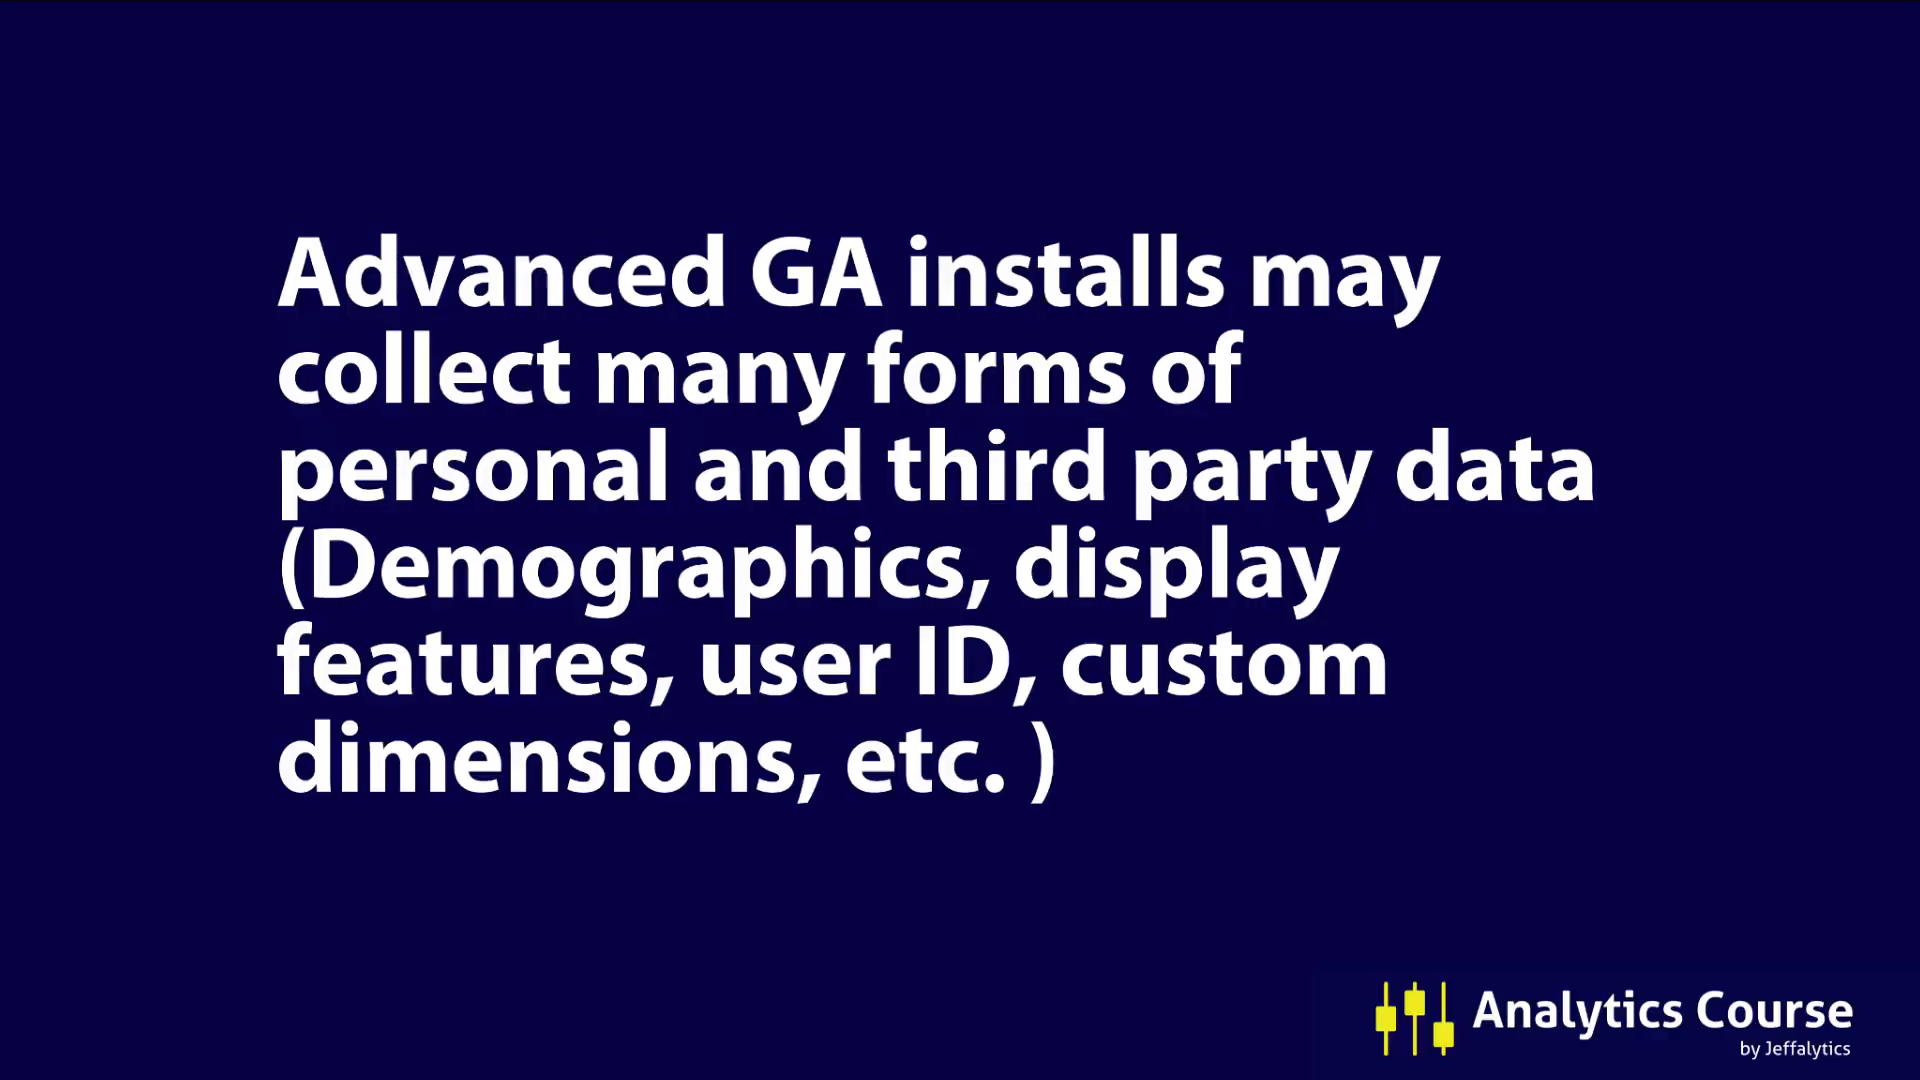 Advanced GA installs may
collect many forms of
personal and third party data
(Demographics, display
features, user ID, custom
dimensions, etc. )
Analytics Course
by Jeffalytics